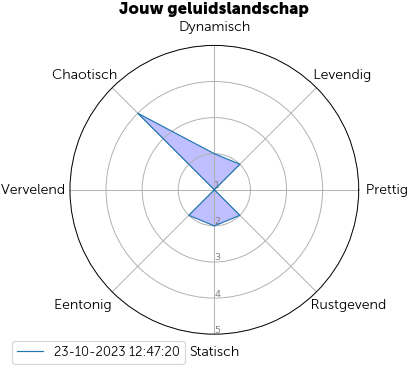 Jouw geluidslandschap
Dynamisch
Chaotisch
Levendig
Vervelend
1
Prettig
2
3
4
Eentonig
Rustgevend
5
23-10-2023 12:47:20
Statisch